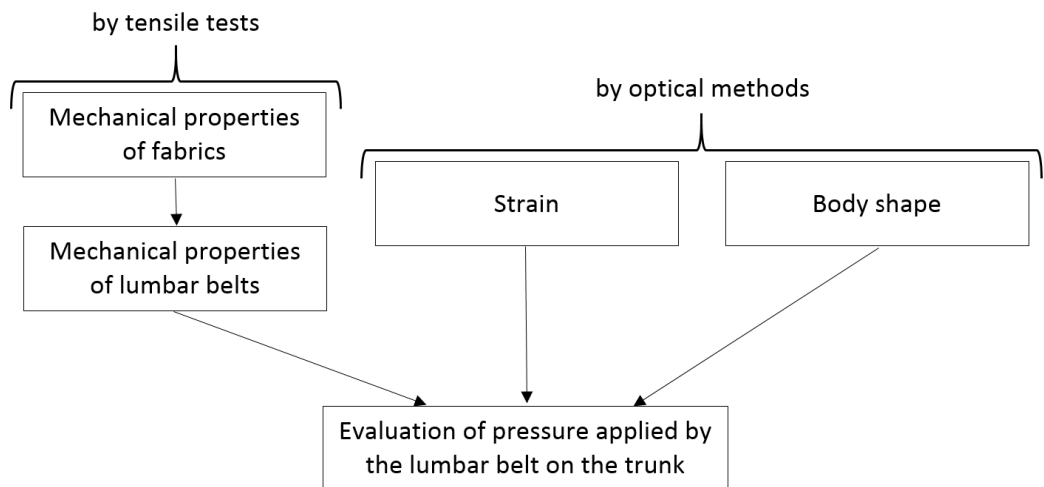 by tensile tests
Mechanical properties
of fabrics
Mechanical properties
of lumbar belts
by optical methods
Strain
Body shape
Evaluation of pressure applied by
the lumbar belt on the trunk